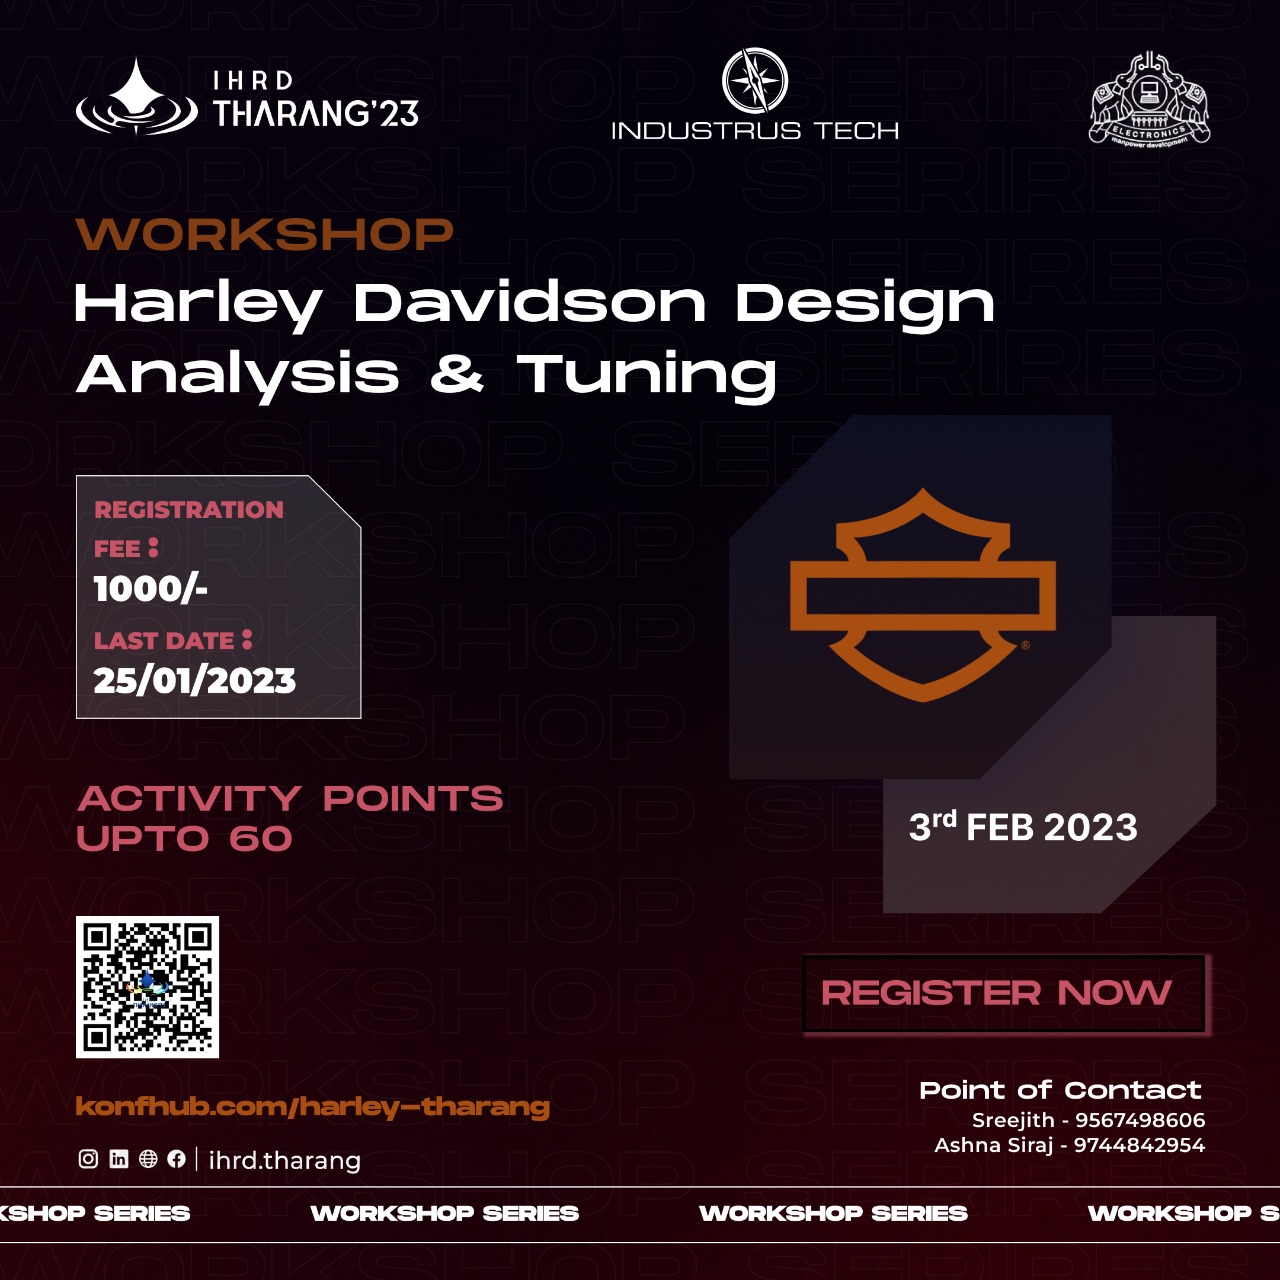 IHRD
THARANG'23
INDUSTRUS TECH
ELECTRONICS
manpower development
WORKSHOP
Harley Davidson Design
Analysis & Tuning
REGISTRATION
FEE :
1000/-
LAST DATE :
25/01/2023
®
3rd FEB 2023
ACTIVITY POINTS
UPTO 60
REGISTER NOW
konfhub.com/harley-tharang
ihrd.tharang
Point of Contact
Sreejith - 9567498606
Ashna Siraj - 9744842954
KSHOP SERIES WORKSHOP SERIES WORKSHOP SERIES WORKSHOP S